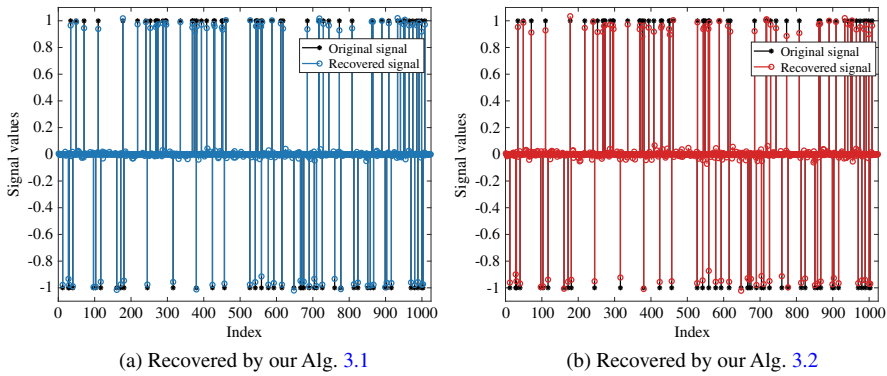 1
0.8
0.6
0.4
0.2
0
-0.2
-0.4
-0.6
-0.8
-1
Signal values
0 100 200 300 400 500 600 700 800 900 1000
Index
Original signal
Recovered signal
(a) Recovered by our Alg. 3.1
1
0.8
0.6
0.4
0.2
0
-0.2
-0.4
-0.6
-0.8
-1
Signal values
0 100 200 300 400 500 600 700 800 900 1000
Index
Original signal
Recovered signal
(b) Recovered by our Alg. 3.2